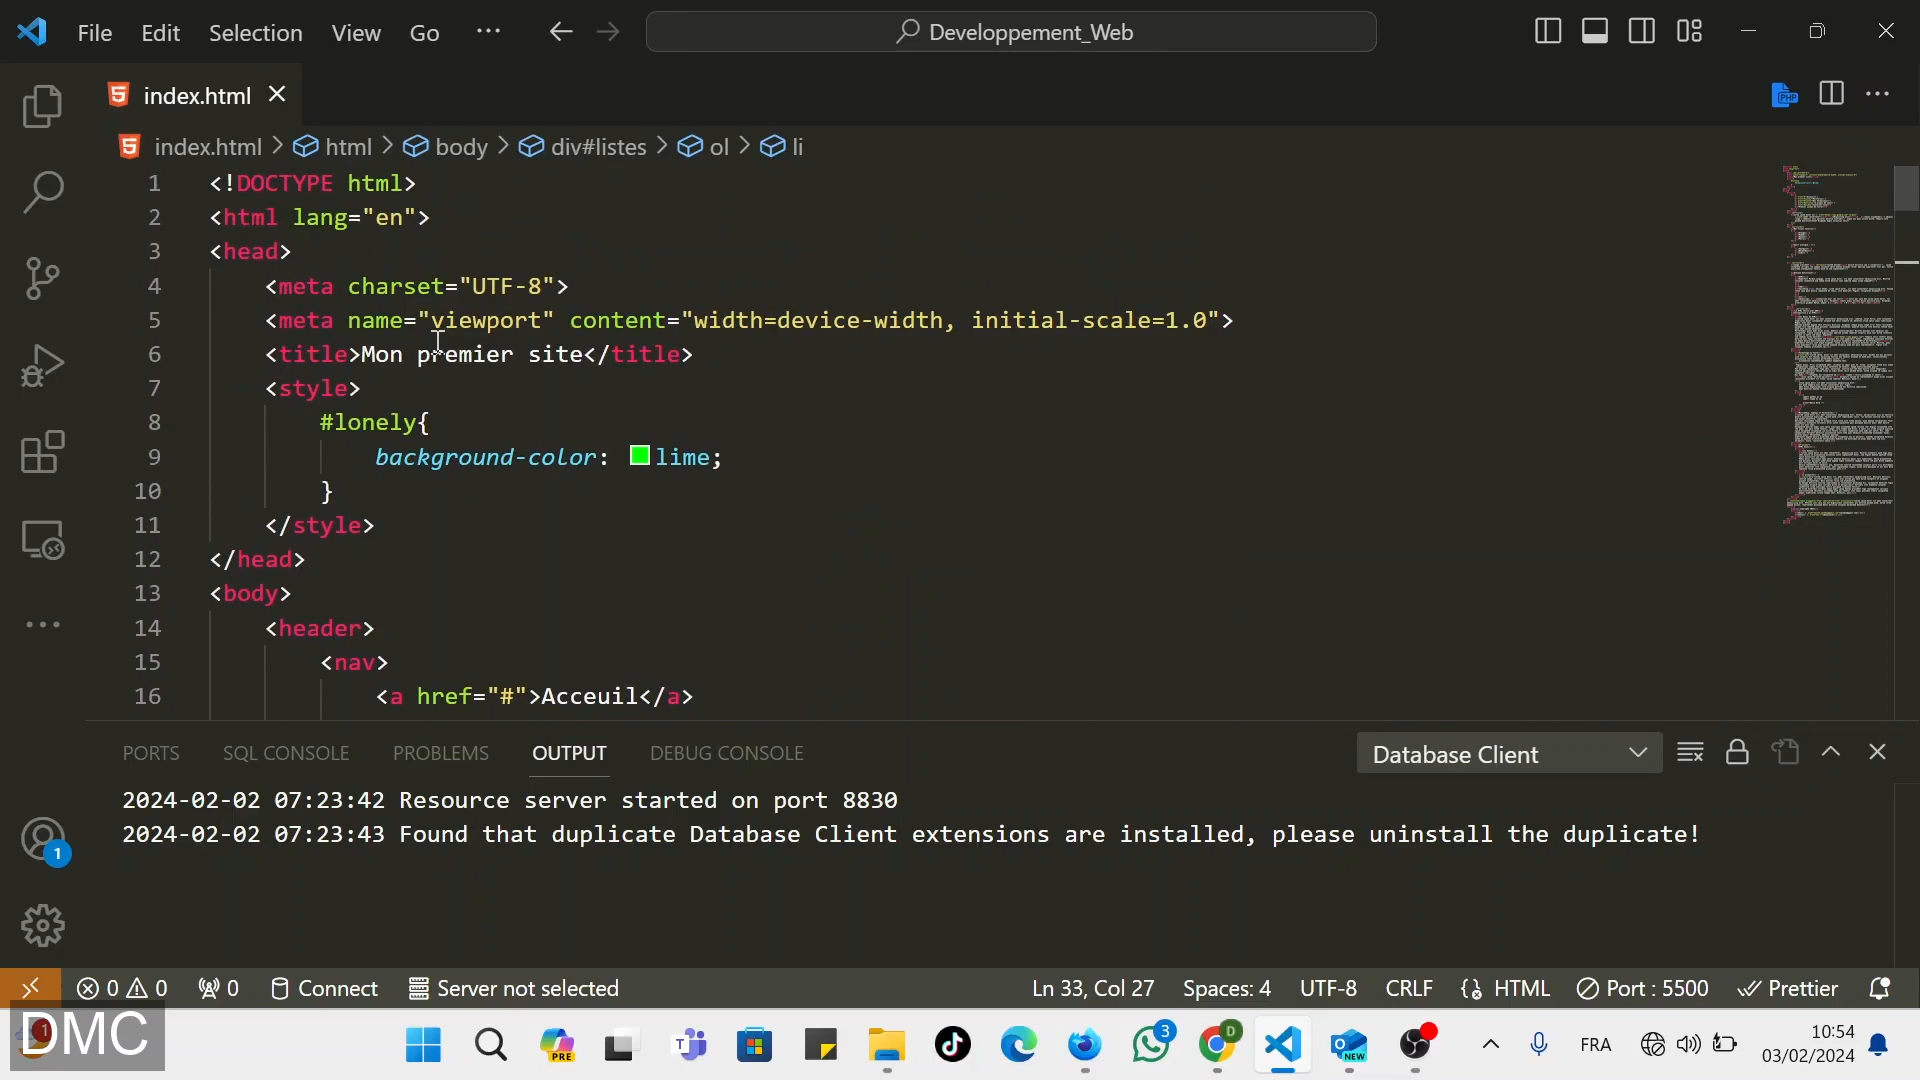 File Edit Selection View Go ··· Developpement_Web
index.html
PHP
index.html > html > body > div#listes > ol > li
1 <!DOCTYPE html>
2 <html lang="en">
3 <head>
4 <meta charset="UTF-8">
5 <meta name="viewport" content="width=device-width, initial-scale=1.0">
6 <title>Mon premier site</title>
7 <style>
8 #lonely{
9 background-color: lime;
10 }
11 </style>
12 </head>
13 <body>
14 <header>
15 <nav>
16 <a href="#">Acceuil</a>
PORTS SQL CONSOLE PROBLEMS OUTPUT DEBUG CONSOLE Database Client
2024-02-02 07:23:42 Resource server started on port 8830
2024-02-02 07:23:43 Found that duplicate Database Client extensions are installed, please uninstall the duplicate!
1
0 0 0 Connect Server not selected Ln 33, Col 27 Spaces: 4 UTF-8 CRLF HTML Port : 5500 Prettier
1
DMC
PRE
3
D
NEW
FRA
10:54
03/02/2024